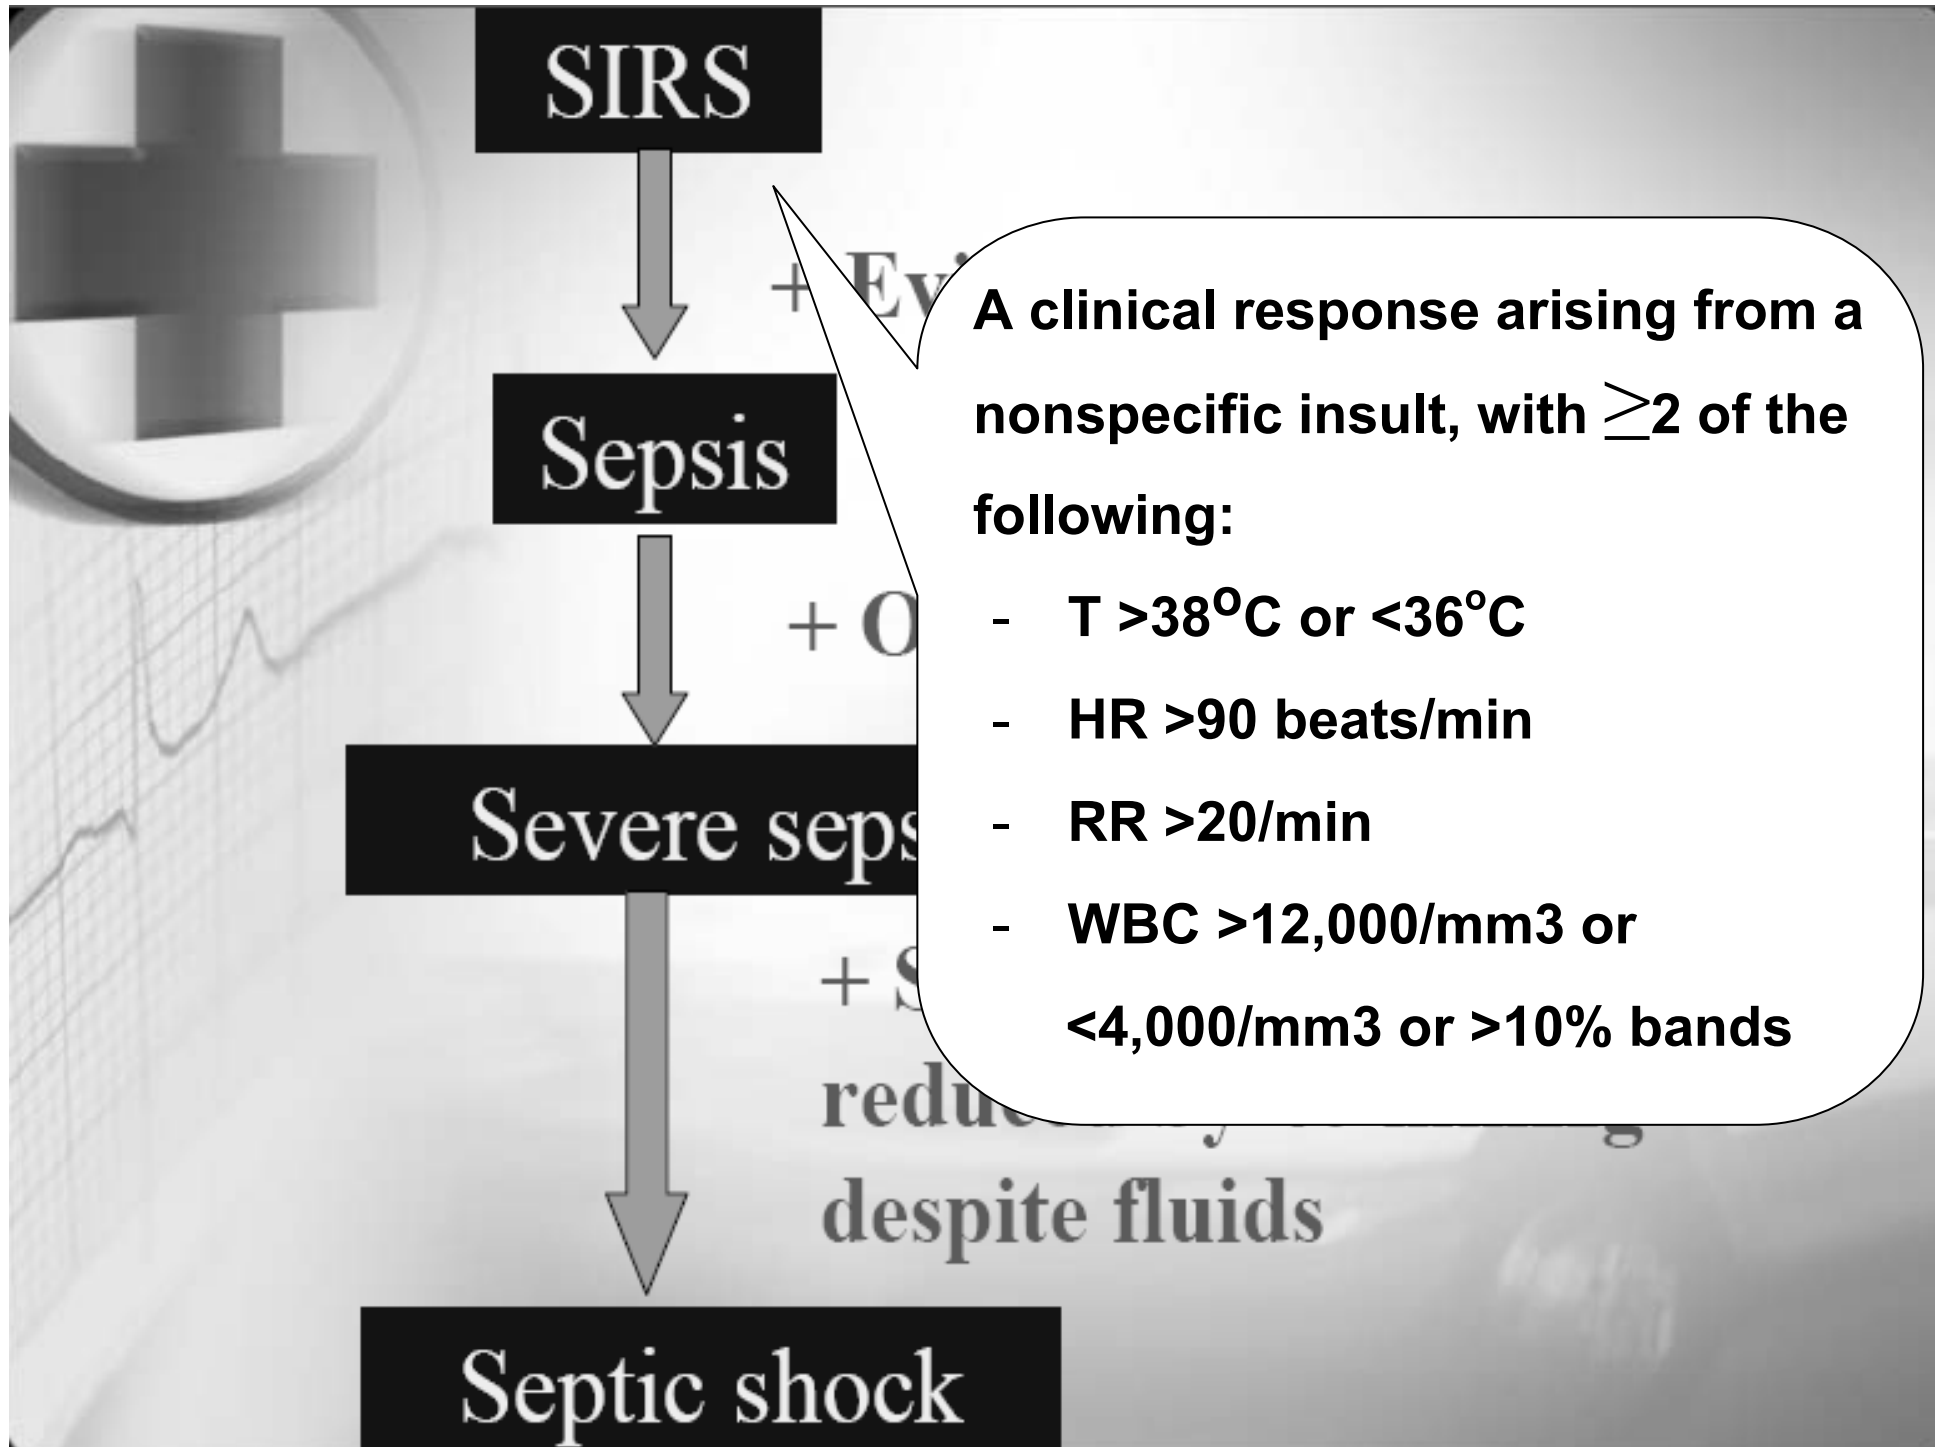 SIRS
+
A clinical response arising from a
nonspecific insult, with ≥2 of the
following:
- T >38°C or <36°C
- HR >90 beats/min
- RR >20/min
- WBC >12,000/mm3 or
<4,000/mm3 or >10% bands
Sepsis
+
Severe
+
despite fluids
Septic shock